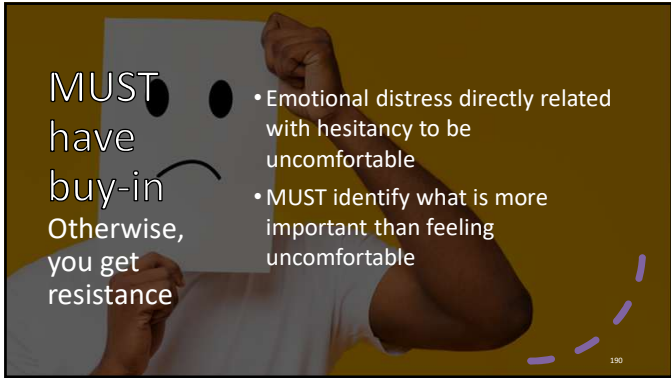 MUST
have
buy-in
Otherwise,
you get
resistance
• Emotional distress directly related
with hesitancy to be
uncomfortable
• MUST identify what is more
important than feeling
uncomfortable
190